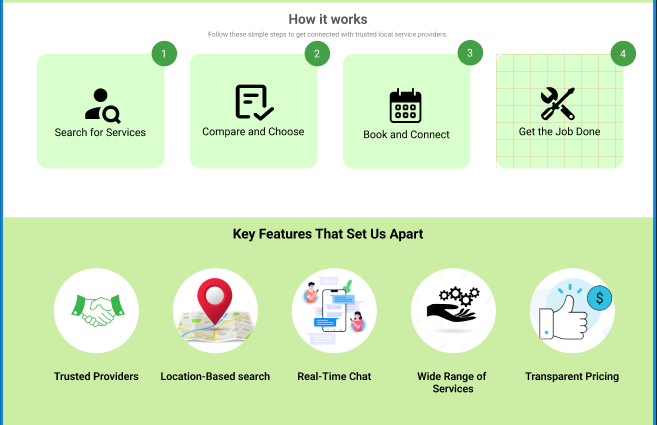 How it works
Follow these simple steps to get connected with trusted local service providers.
1
2
3
4
Search for Services
Compare and Choose
Book and Connect
Get the Job Done
Key Features That Set Us Apart
$
Trusted Providers
Location-Based search
Real-Time Chat
Wide Range of
Services
Transparent Pricing